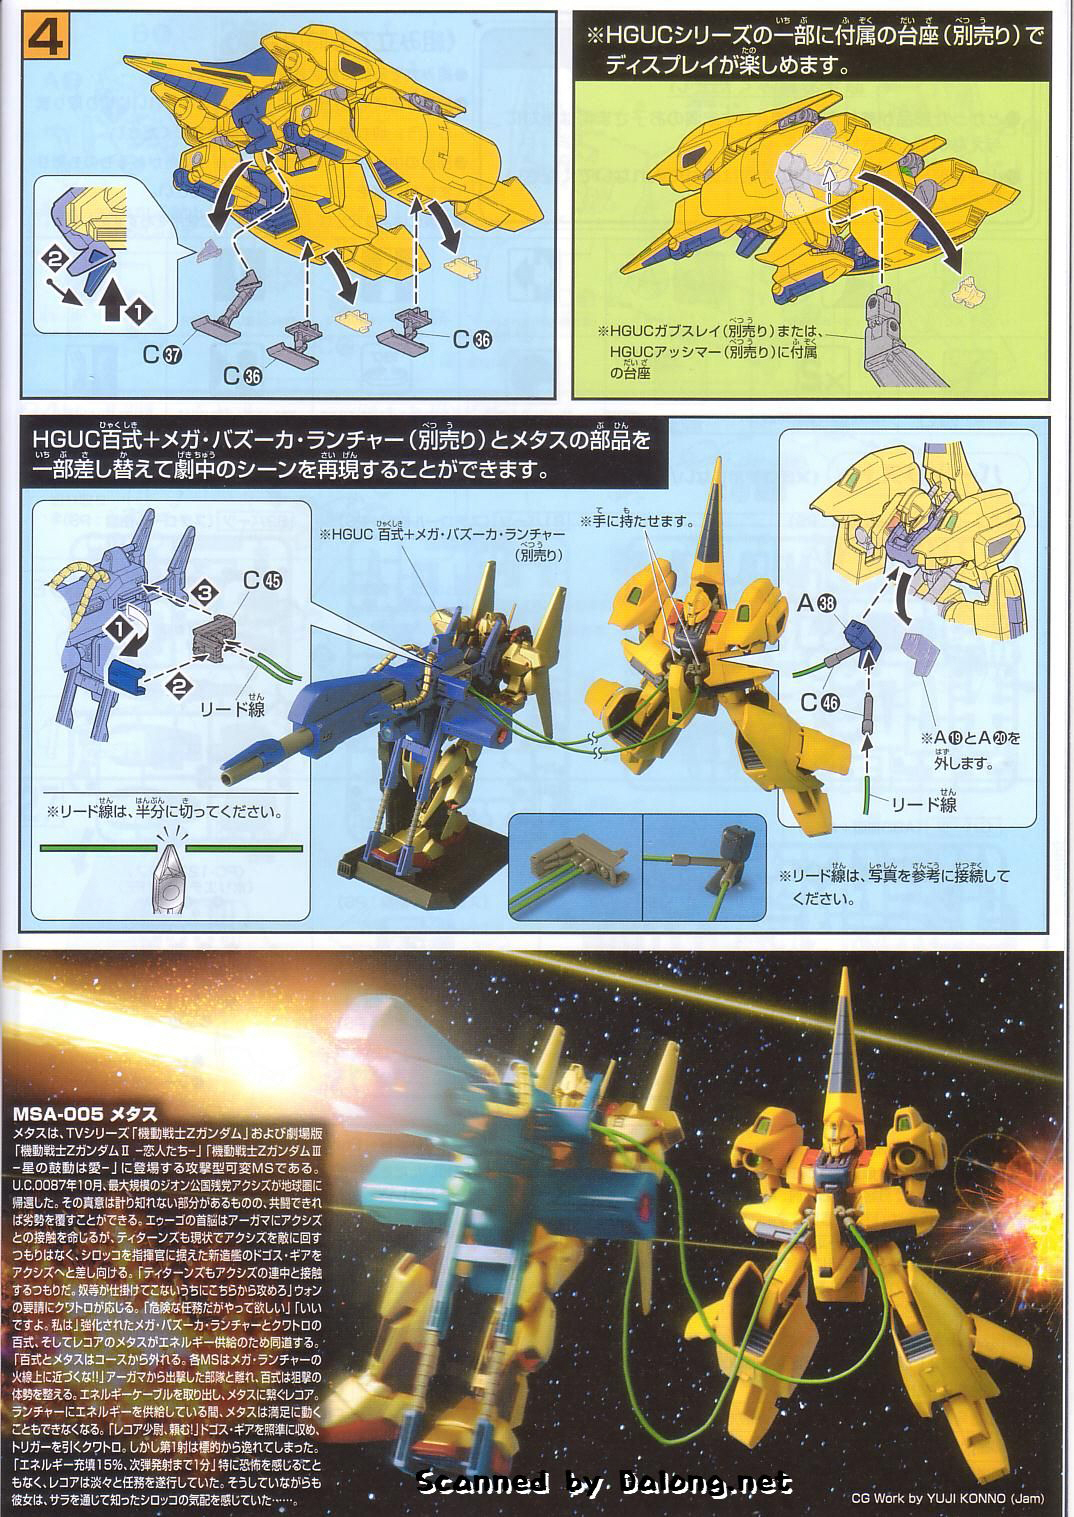 4
※HGUCシリーズの一部に付属の台座(別売り)で
ディスプレイが楽しめます。
2
1
C37
C36
C36
※HGUCガブスレイ(別売り)または、
HGUCアッシマー(別売り)に付属
の台座
HGUC百式+メガ・バズーカ・ランチャー(別売り)とメタスの部品を
一部差し替えて劇中のシーンを再現することができます。
※HGUC 百式+メガ・バズーカ・ランチャー
(別売り)
※手に持たせます。
C45
3
1
2
リード線
※リード線は、半分に切ってください。
A38
C46
※A19とA20を
外します。
リード線
※リード線は、写真を参考に接続して
ください。
MSA-005 メタス
メタスは、TVシリーズ「機動戦士Zガンダム」および劇場版
「機動戦士ZガンダムⅡ -恋人たち-」「機動戦士ZガンダムⅢ
-星の鼓動は愛-」に登場する攻撃型可変MSである。
U.C.0087年10月、最大規模のジオン公国残党アクシズが地球圏に
帰還した。その真意は計り知れない部分があるものの、共闘できれ
ば劣勢を覆すことができる。エゥーゴの首脳はアーガマにアクシズ
との接触を命じるが、ティターンズも現状でアクシズを敵に回す
つもりはなく、シロッコを指揮官に据えた新造艦のドゴス・ギアを
アクシズへと差し向ける。「ティターンズもアクシズの連中と接触
するつもりだ。奴等が仕掛けてこないうちにこちらから攻める」ウォン
の要請にクワトロが応じる。「危険な任務だがやって欲しい」「いい
ですよ。私は」強化されたメガ・バズーカ・ランチャーとクワトロの
百式、そしてレコアのメタスがエネルギー供給のため同道する。
「百式とメタスはコースから外れる。各MSはメガ・ランチャーの
火線上に近づくな!!」アーガマから出撃した部隊と離れ、百式は狙撃の
体勢を整える。エネルギーケーブルを取り出し、メタスに繋ぐレコア。
ランチャーにエネルギーを供給している間、メタスは満足に動く
こともできなくなる。「レコア少尉、頼む!」ドゴス・ギアを照準に収め、
トリガーを引くクワトロ。しかし第1射は標的から逸れてしまった。
「エネルギー充填15%、次弾発射まで1分」特に恐怖を感じること
もなく、レコアは淡々と任務を遂行していた。そうしていながらも
彼女は、サラを通じて知ったシロッコの気配を感じていた……。
Scanned by Dalong.net
CG Work by YUJI KONNO (Jam)